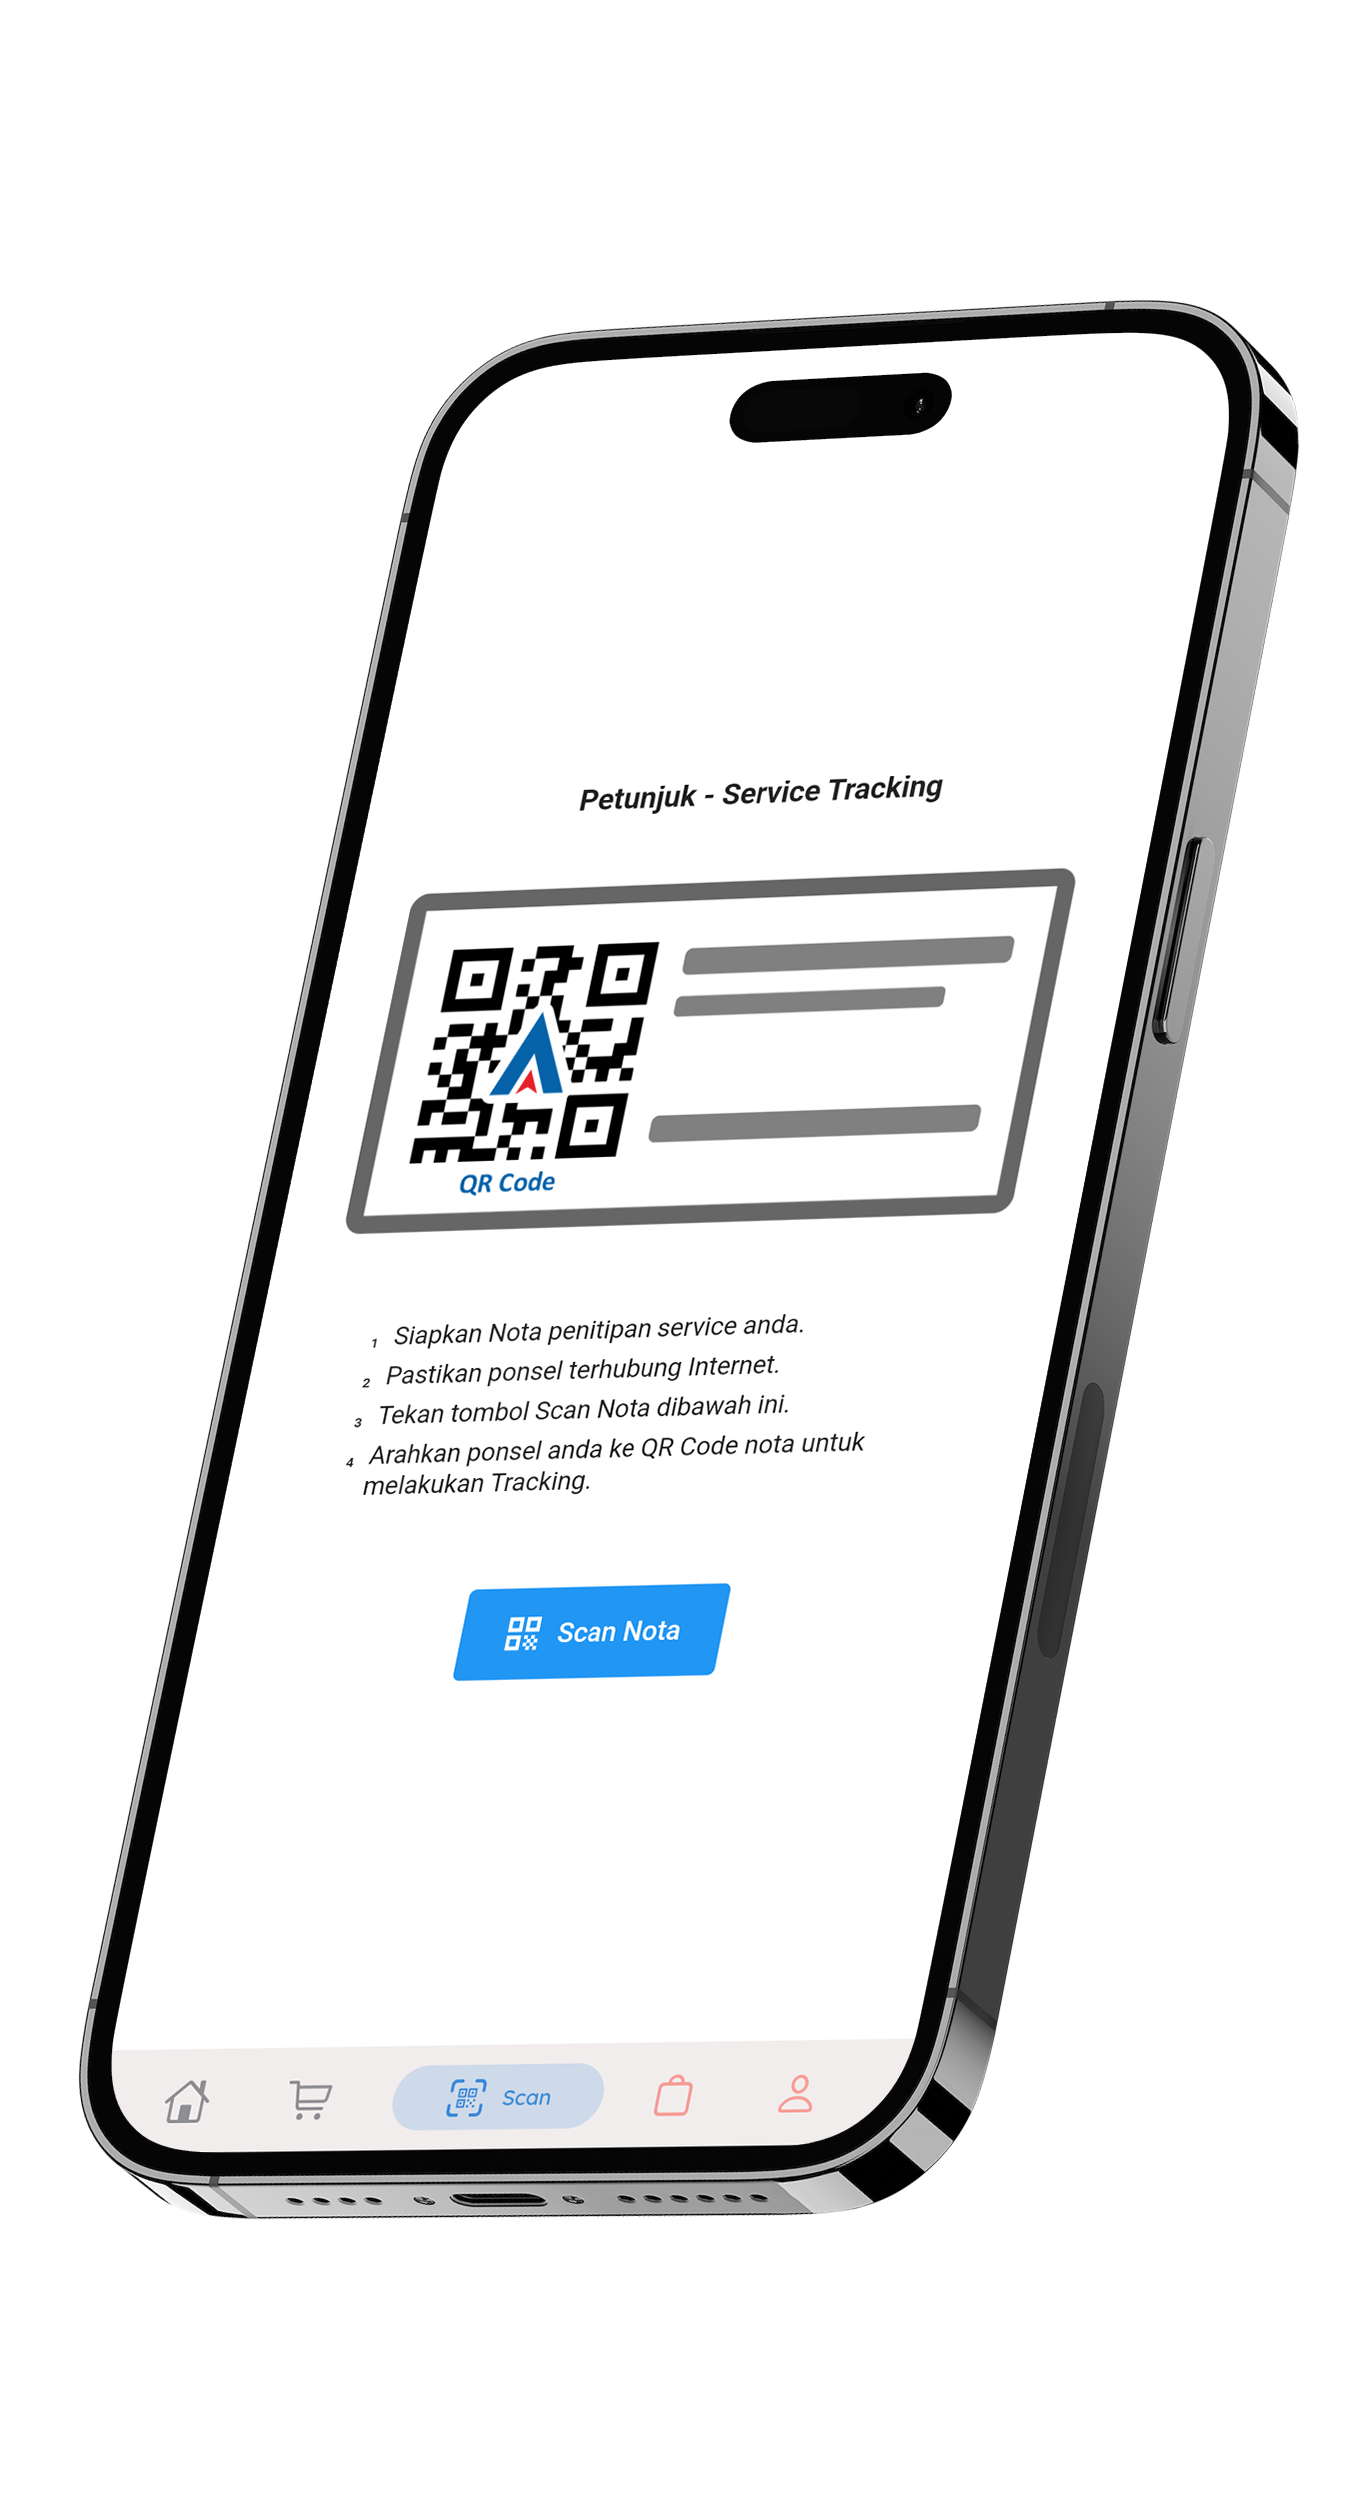 Petunjuk - Service Tracking
QR Code
1 Siapkan Nota penitipan service anda.
2 Pastikan ponsel terhubung Internet.
3 Tekan tombol Scan Nota dibawah ini.
4 Arahkan ponsel anda ke QR Code nota untuk
melakukan Tracking.
Scan Nota
Scan